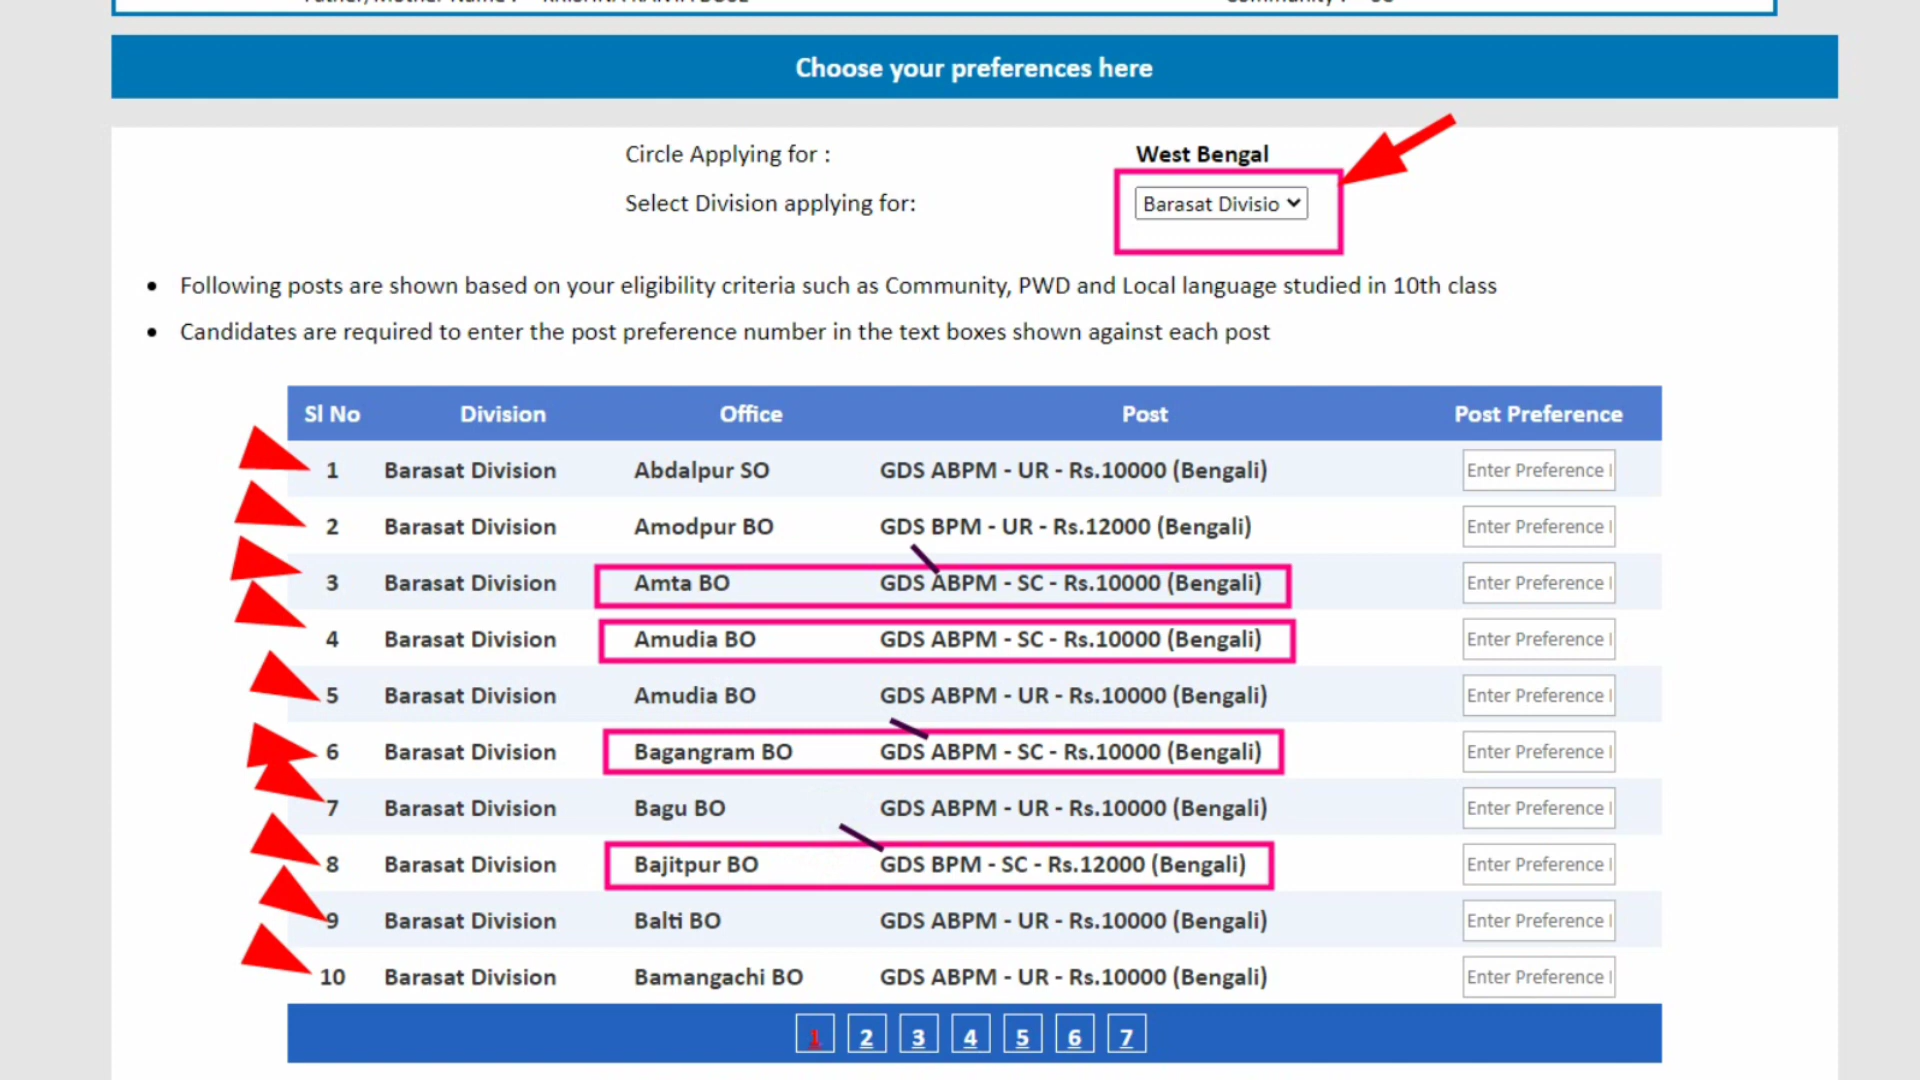 Choose your preferences here
Circle Applying for : West Bengal
Select Division applying for: Barasat Divisio
• Following posts are shown based on your eligibility criteria such as Community, PWD and Local language studied in 10th class
• Candidates are required to enter the post preference number in the text boxes shown against each post
Sl No Division Office Post Post Preference
1 Barasat Division Abdalpur SO GDS ABPM - UR - Rs.10000 (Bengali) Enter Preference
2 Barasat Division Amodpur BO GDS BPM - UR - Rs.12000 (Bengali) Enter Preference
3 Barasat Division Amta BO GDS ABPM - SC - Rs.10000 (Bengali) Enter Preference
4 Barasat Division Amudia BO GDS ABPM - SC - Rs.10000 (Bengali) Enter Preference
5 Barasat Division Amudia BO GDS ABPM - UR - Rs.10000 (Bengali) Enter Preference
6 Barasat Division Bagangram BO GDS ABPM - SC - Rs.10000 (Bengali) Enter Preference
7 Barasat Division Bagu BO GDS ABPM - UR - Rs.10000 (Bengali) Enter Preference
8 Barasat Division Bajitpur BO GDS BPM - SC - Rs.12000 (Bengali) Enter Preference
9 Barasat Division Balti BO GDS ABPM - UR - Rs.10000 (Bengali) Enter Preference
10 Barasat Division Bamangachi BO GDS ABPM - UR - Rs.10000 (Bengali) Enter Preference
1 2 3 4 5 6 7